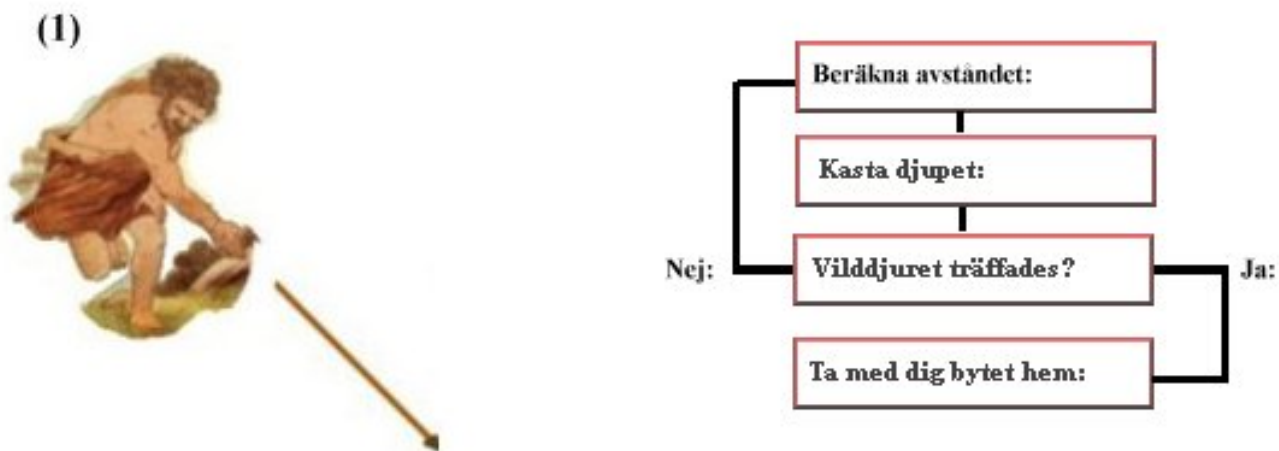 (1)
Beräkna avståndet:
Kasta djupet:
Nej:
Vilddjuret träffades?
Ja:
Ta med dig bytet hem: